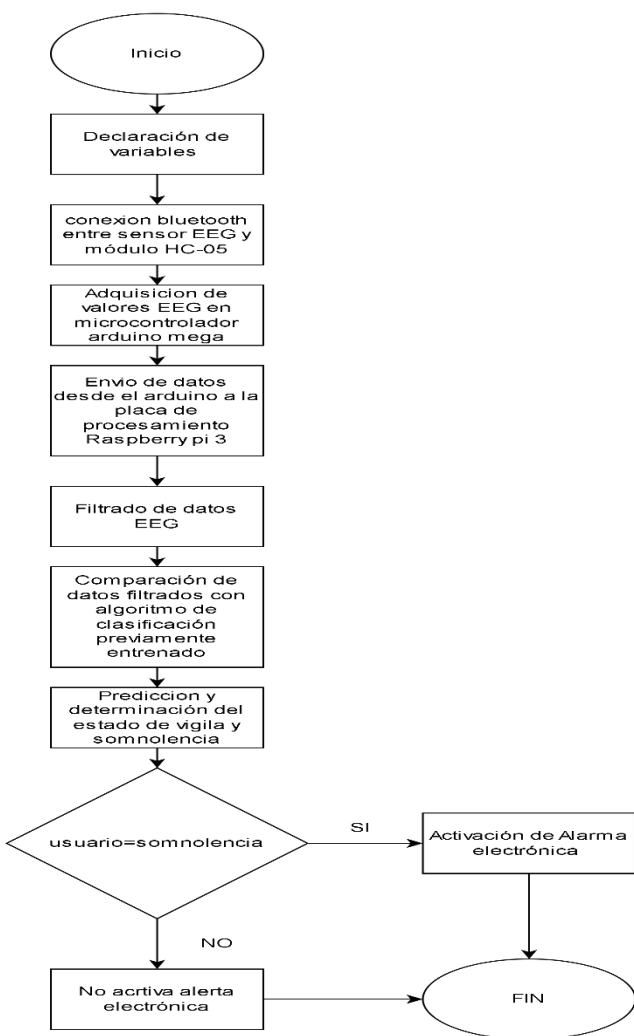 Inicio
Declaración de
variables
conexion bluetooth
entre sensor EEG y
módulo HC-05
Adquisicion de
valores EEG en
microcontrolador
arduino mega
Envio de datos
desde el arduino a la
placa de
procesamiento
Raspberry pi 3
Filtrado de datos
EEG
Comparación de
datos filtrados con
algoritmo de
clasificación
previamente
entrenado
Prediccion y
determinación del
estado de vigila y
somnolencia
usuario=somnolencia
SI
Activación de Alarma
electrónica
NO
No acrtiva alerta
electrónica
FIN